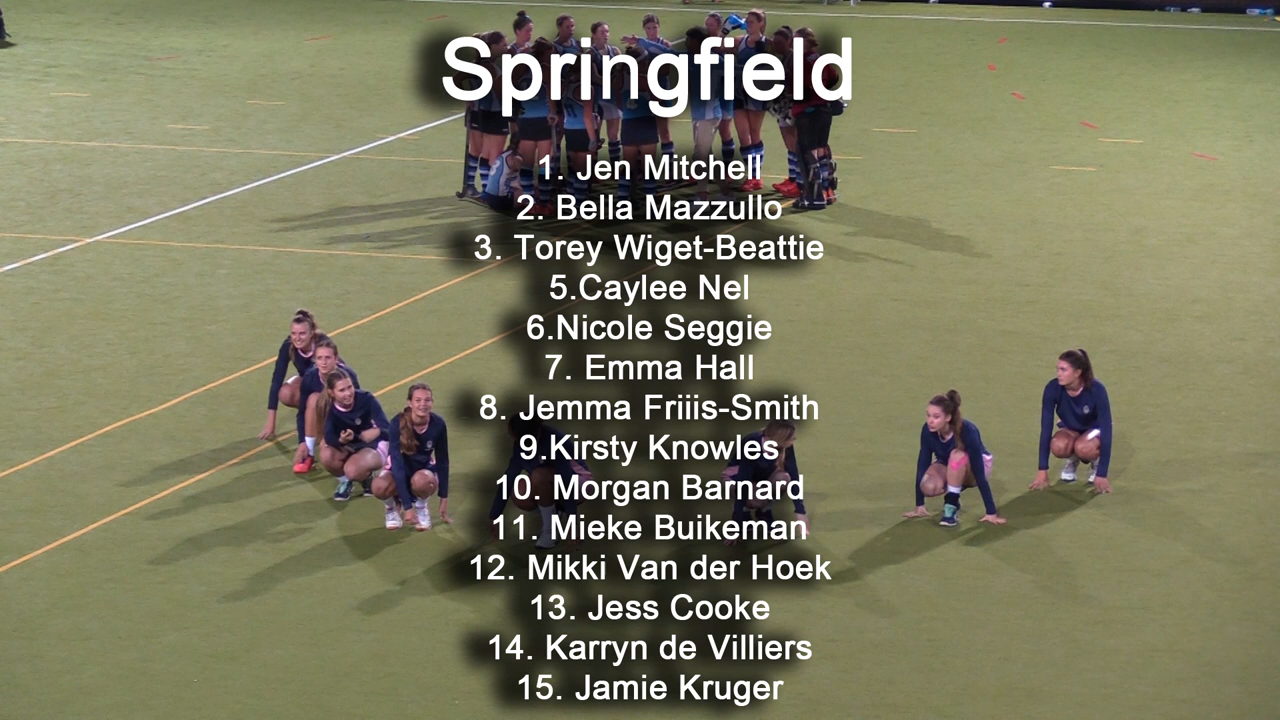 Springfield
1. Jen Mitchell
2. Bella Mazzullo
3. Torey Wiget-Beattie
5.Caylee Nel
6.Nicole Seggie
7. Emma Hall
8. Jemma Friiis-Smith
9.Kirsty Knowles
10. Morgan Barnard
11. Mieke Buikeman
12. Mikki Van der Hoek
13. Jess Cooke
14. Karryn de Villiers
15. Jamie Kruger